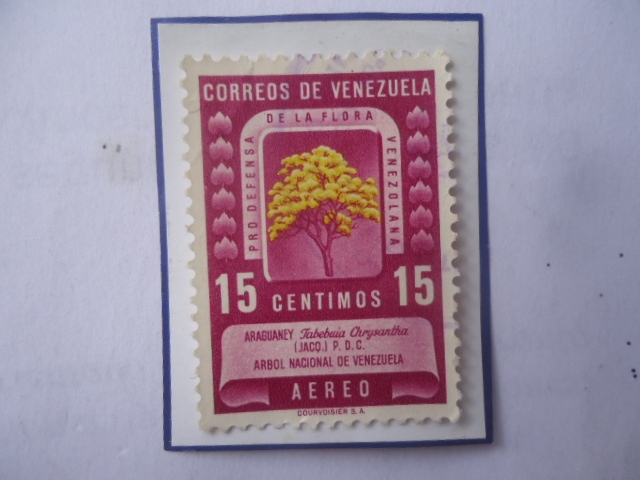 CORREOS DE VENEZUELA
PRO DEFENSA DE LA FLORA VENEZOLANA
15 CENTIMOS 15
ARAGUANEY Tabebuia Chrysantha
(JACQ.) P. D. C.
ARBOL NACIONAL DE VENEZUELA
AEREO
COURVOISIER S. A.